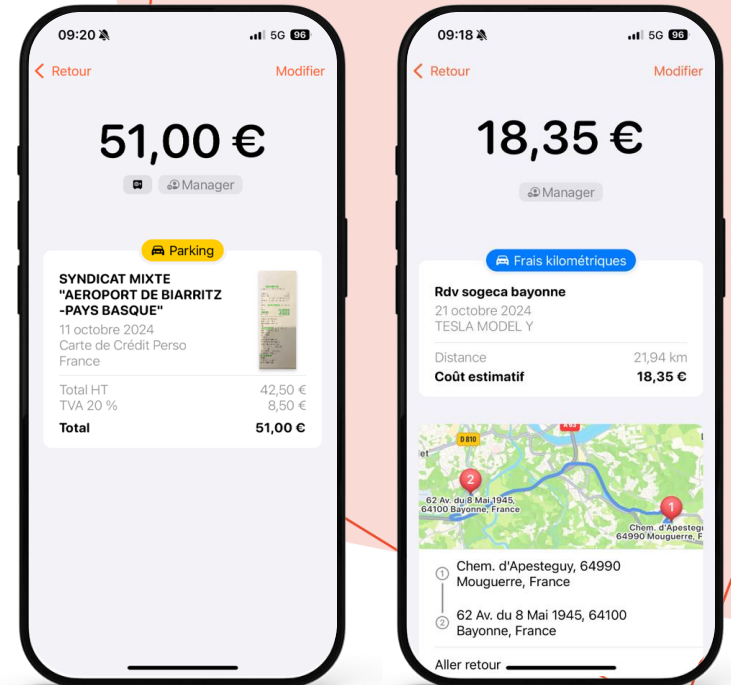 09:20
5G 96
Retour
Modifier
51,00 €
Manager
Parking
SYNDICAT MIXTE
"AEROPORT DE BIARRITZ
-PAYS BASQUE"
11 octobre 2024
Carte de Crédit Perso
France
Total HT 42,50 €
TVA 20 % 8,50 €
Total 51,00 €
09:18
5G 96
Retour
Modifier
18,35 €
Manager
Frais kilométriques
Rdv sogeca bayonne
21 octobre 2024
TESLA MODEL Y
Distance 21,94 km
Coût estimatif 18,35 €
D 810
et
2
62 Av. du 8 Mai 1945,
64100 Bayonne, France
1
Chem. d'Apestegu
64990 Mouguerre, F
1
Chem. d'Apesteguy, 64990
Mouguerre, France
2
62 Av. du 8 Mai 1945, 64100
Bayonne, France
Aller retour